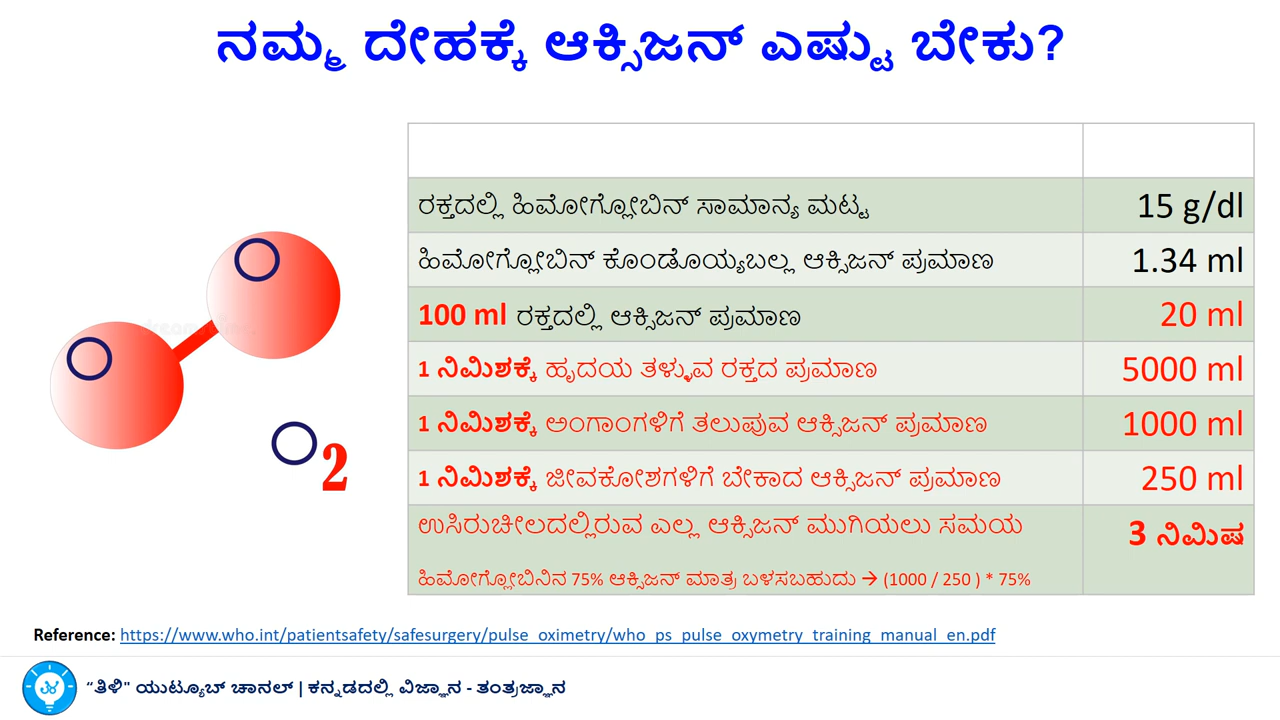 ನಮ್ಮ ದೇಹಕ್ಕೆ ಆಕ್ಸಿಜನ್ ಎಷ್ಟು ಬೇಕು?
ರಕ್ತದಲ್ಲಿ ಹಿಮೋಗ್ಲೋಬಿನ್ ಸಾಮಾನ್ಯ ಮಟ್ಟ 15 g/dl
ಹಿಮೋಗ್ಲೋಬಿನ್ ಕೊಂಡೊಯ್ಯಬಲ್ಲ ಆಕ್ಸಿಜನ್ ಪ್ರಮಾಣ 1.34 ml
100 ml ರಕ್ತದಲ್ಲಿ ಆಕ್ಸಿಜನ್ ಪ್ರಮಾಣ 20 ml
1 ನಿಮಿಶಕ್ಕೆ ಹೃದಯ ತಳ್ಳುವ ರಕ್ತದ ಪ್ರಮಾಣ 5000 ml
1 ನಿಮಿಶಕ್ಕೆ ಅಂಗಾಂಗಳಿಗೆ ತಲುಪುವ ಆಕ್ಸಿಜನ್ ಪ್ರಮಾಣ 1000 ml
1 ನಿಮಿಶಕ್ಕೆ ಜೀವಕೋಶಗಳಿಗೆ ಬೇಕಾದ ಆಕ್ಸಿಜನ್ ಪ್ರಮಾಣ 250 ml
ಉಸಿರುಚೀಲದಲ್ಲಿರುವ ಎಲ್ಲ ಆಕ್ಸಿಜನ್ ಮುಗಿಯಲು ಸಮಯ 3 ನಿಮಿಷ
ಹಿಮೋಗ್ಲೋಬಿನಿನ 75% ಆಕ್ಸಿಜನ್ ಮಾತ್ರ ಬಳಸಬಹುದು → (1000 / 250 ) * 75%
O2
Reference: https://www.who.int/patientsafety/safesurgery/pulse_oximetry/who_ps_pulse_oxymetry_training_manual_en.pdf
“ತಿಳಿ" ಯುಟ್ಯೂಬ್ ಚಾನಲ್ | ಕನ್ನಡದಲ್ಲಿ ವಿಜ್ಞಾನ - ತಂತ್ರಜ್ಞಾನ